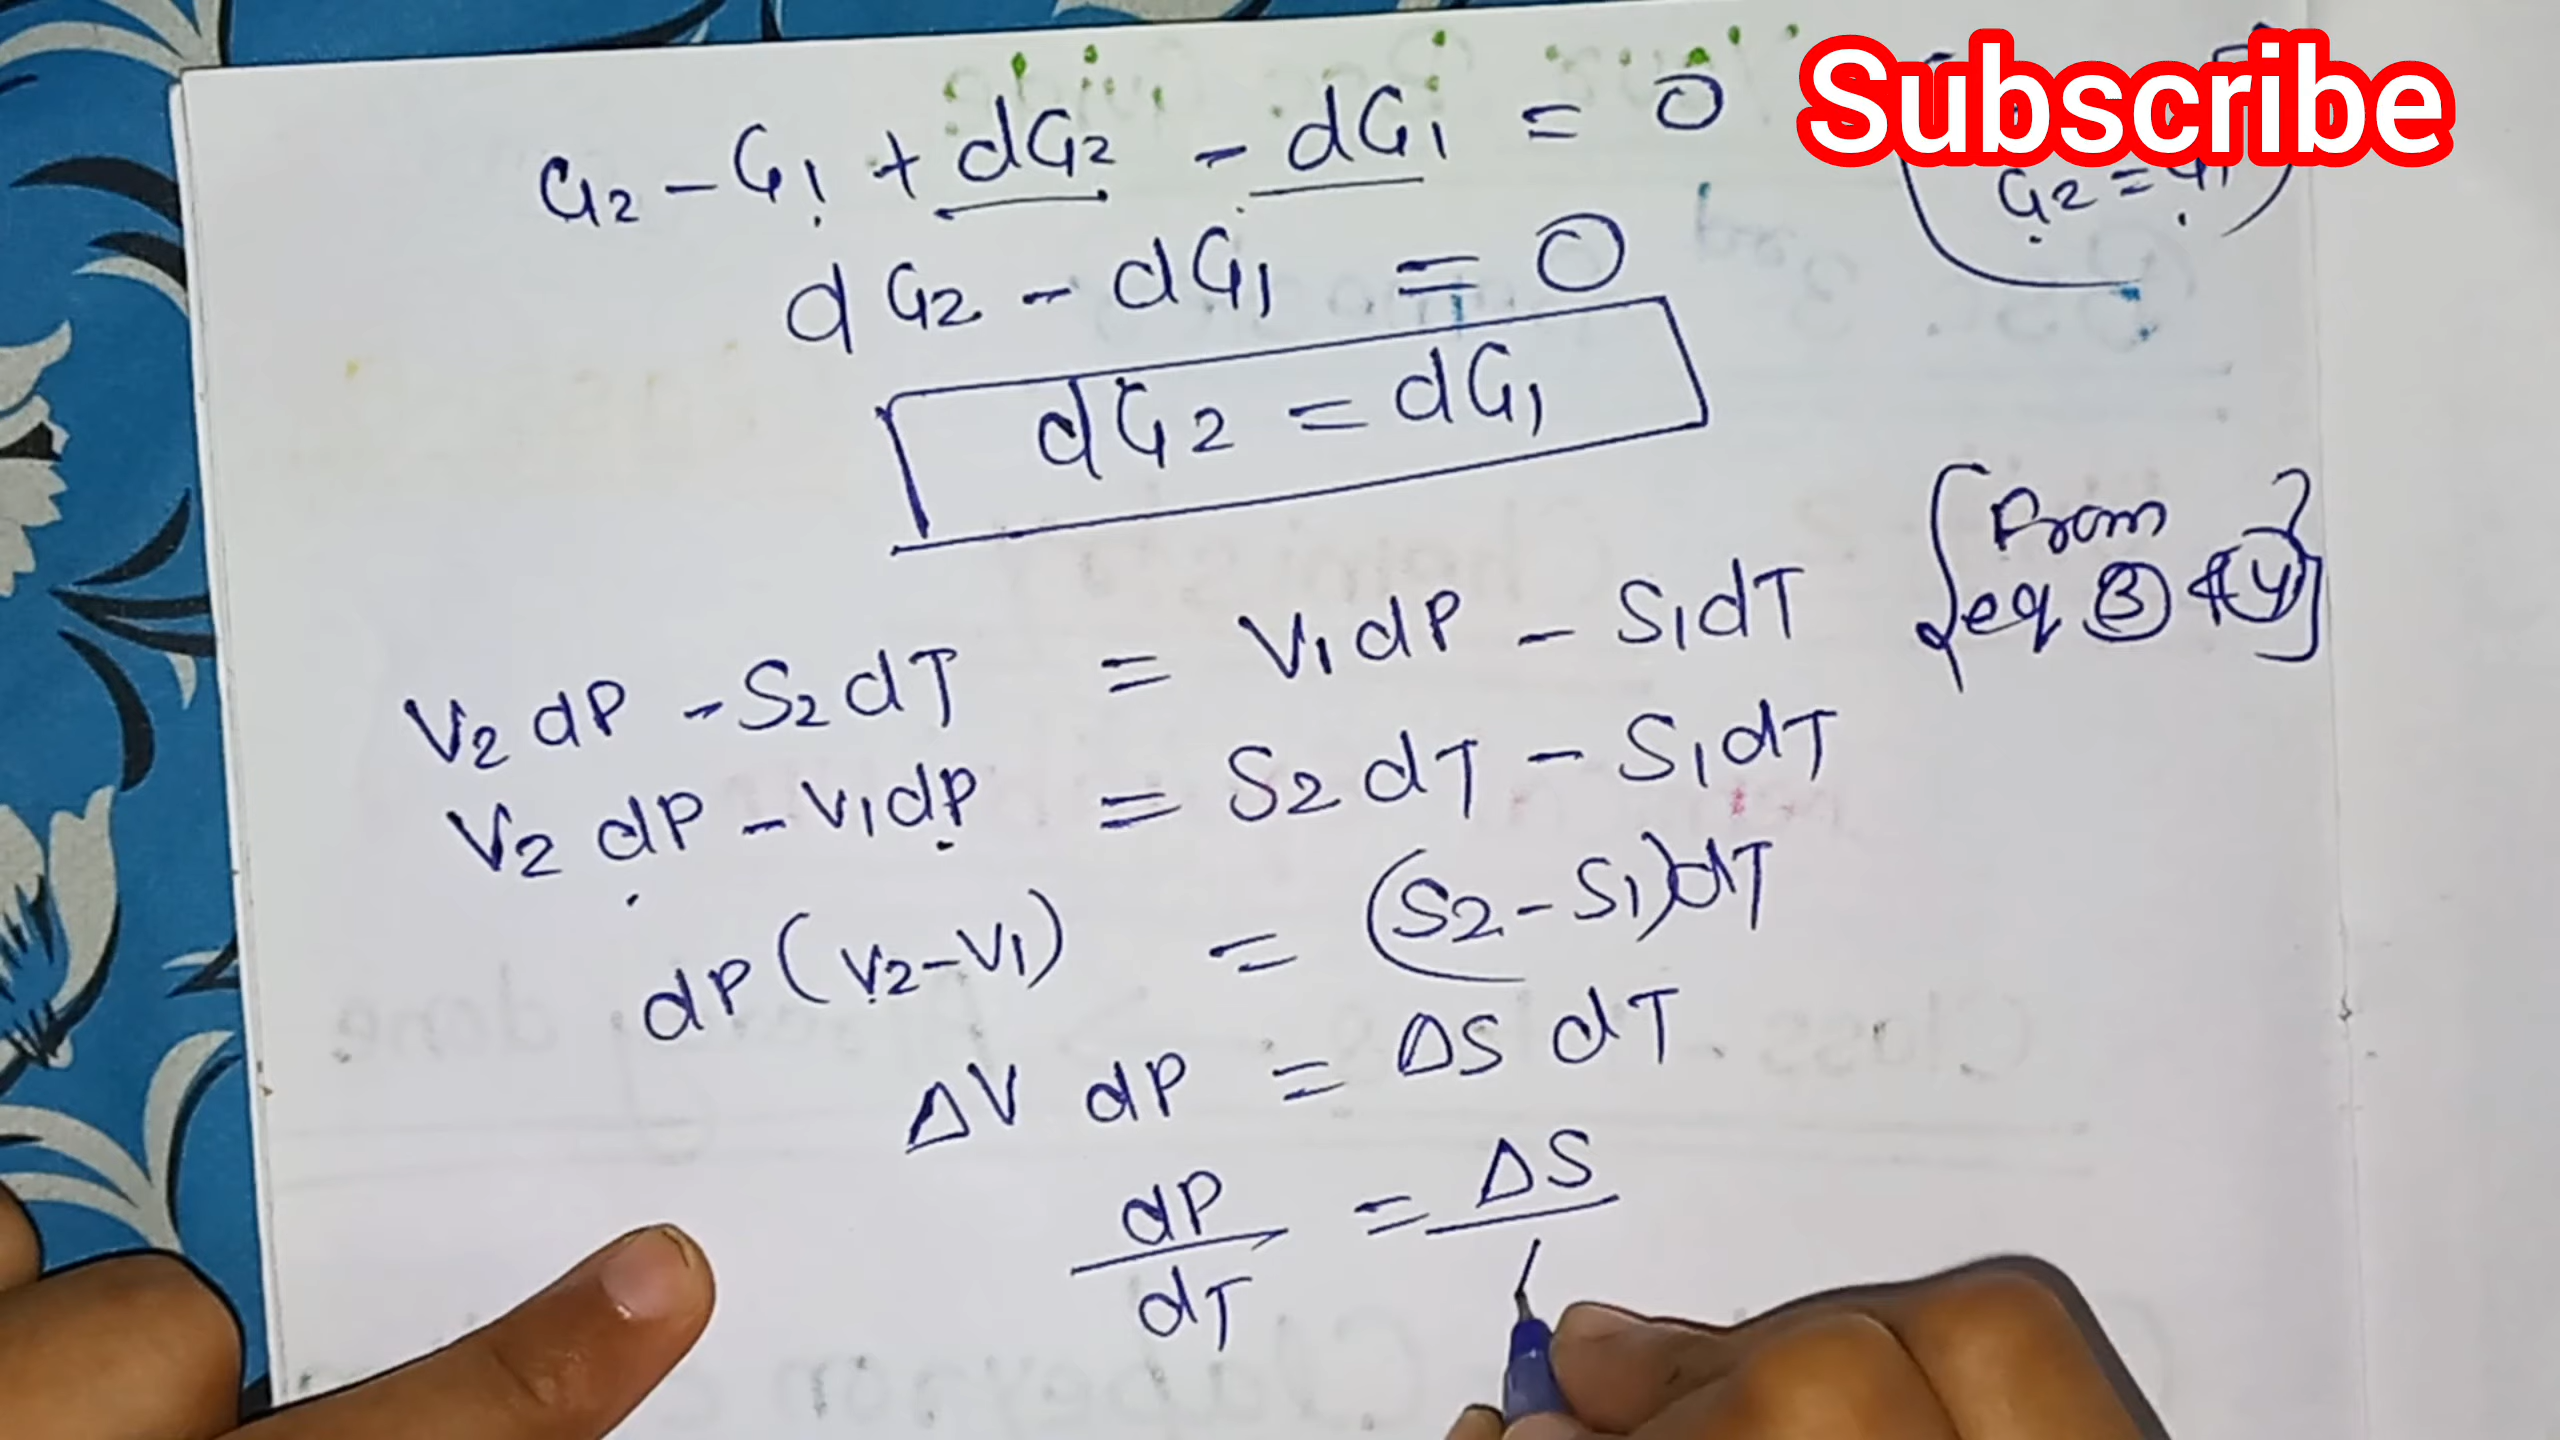 Subscribe
G2 - G1 + dG2 - dG1 = 0
G2 = G1
dG2 - dG1 = 0
dG2 = dG1
V2 dP - S2 dT = V1 dP - S1 dT {From eq 3 & 4}
V2 dP - V1 dP = S2 dT - S1 dT
dP (V2 - V1) = (S2 - S1) dT
ΔV dP = ΔS dT
dP/dT = ΔS/